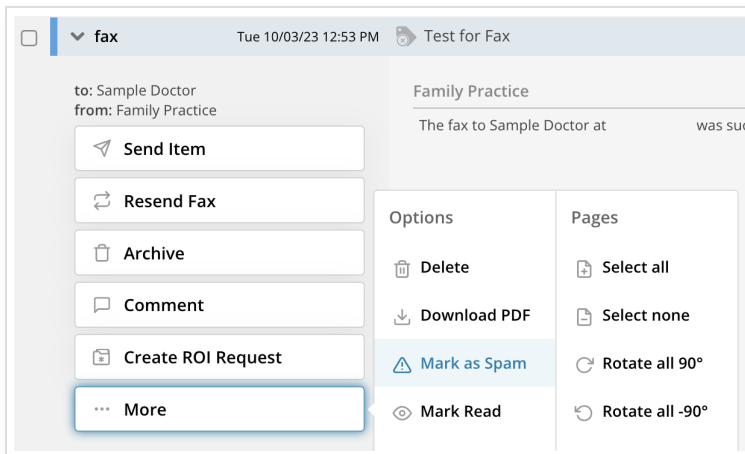 fax Tue 10/03/23 12:53 PM Test for Fax
to: Sample Doctor
from: Family Practice
Send Item
Resend Fax
Archive
Comment
Create ROI Request
More
Family Practice
The fax to Sample Doctor at was
Options
Delete
Download PDF
Mark as Spam
Mark Read
Pages
Select all
Select none
Rotate all 90°
Rotate all -90°